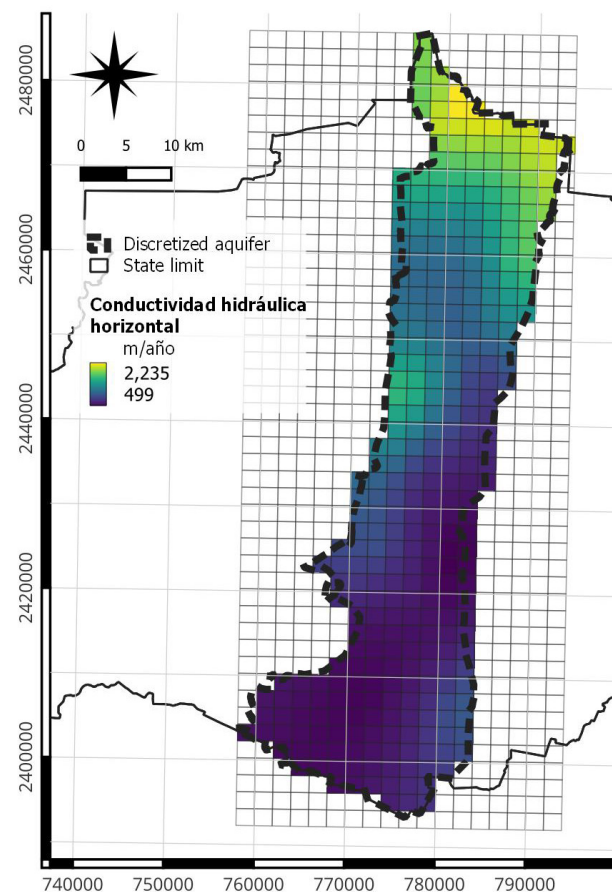 2480000
2460000
2440000
2420000
2400000
0 5 10 km
Discretized aquifer
State limit
Conductividad hidráulica
horizontal
m/año
2,235
499
740000 750000 760000 770000 780000 790000